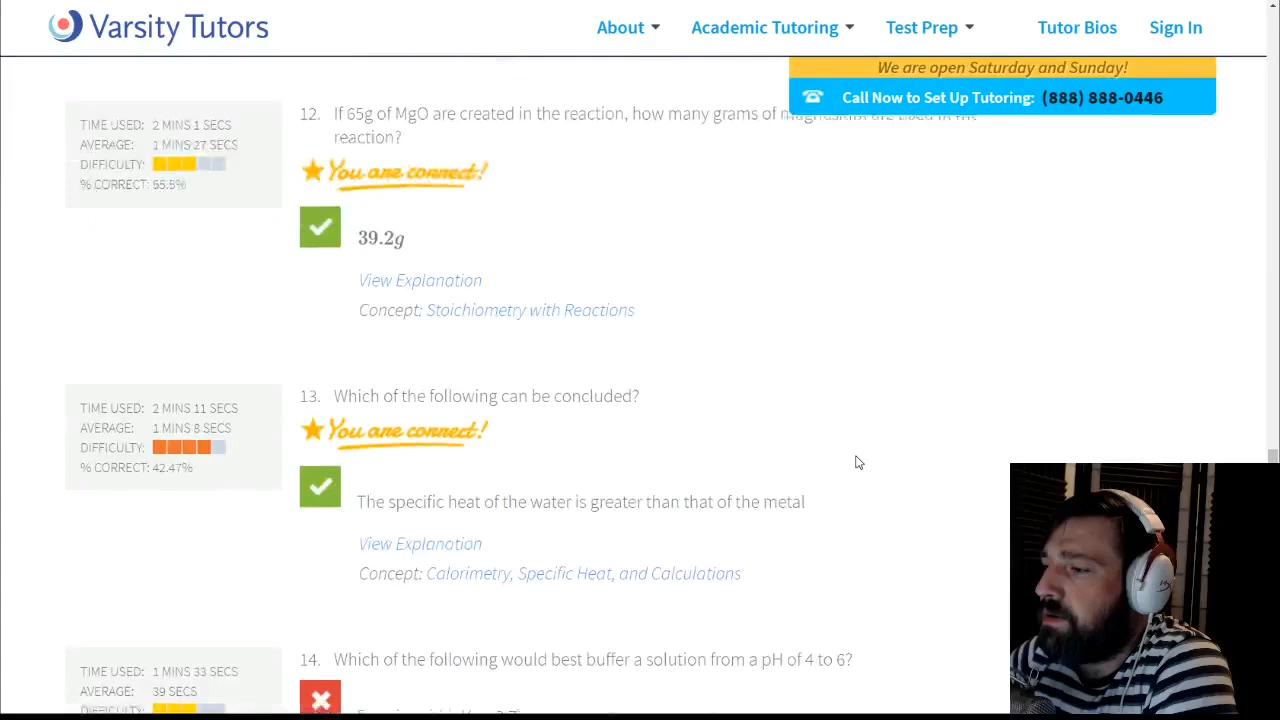 Varsity Tutors
About
Academic Tutoring
Test Prep
Tutor Bios
Sign In
We are open Saturday and Sunday!
Call Now to Set Up Tutoring: (888) 888-0446
TIME USED: 2 MINS 1 SECS
AVERAGE: 1 MINS 27 SECS
DIFFICULTY:
% CORRECT: 55.5%
12. If 65g of MgO are created in the reaction, how many grams of
reaction?
You are correct!
39.2g
View Explanation
Concept: Stoichiometry with Reactions
TIME USED: 2 MINS 11 SECS
AVERAGE: 1 MINS 8 SECS
DIFFICULTY:
% CORRECT: 42.47%
13. Which of the following can be concluded?
You are correct!
The specific heat of the water is greater than that of the metal
View Explanation
Concept: Calorimetry, Specific Heat, and Calculations
TIME USED: 1 MINS 33 SECS
AVERAGE: 39 SECS
14. Which of the following would best buffer a solution from a pH of 4 to 6?